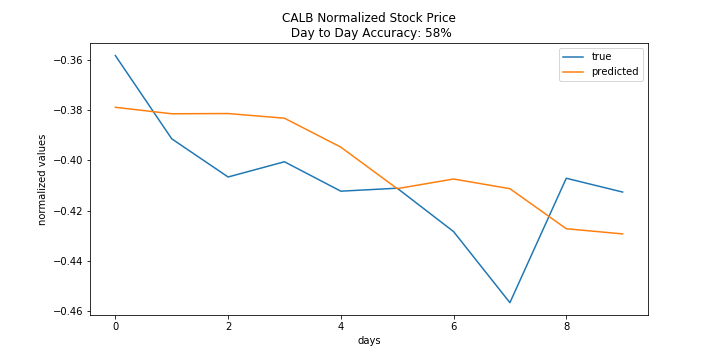 CALB Normalized Stock Price
Day to Day Accuracy: 58%
true
predicted
normalized values
−0.36
−0.38
−0.40
−0.42
−0.44
−0.46
0
2
4
6
8
days